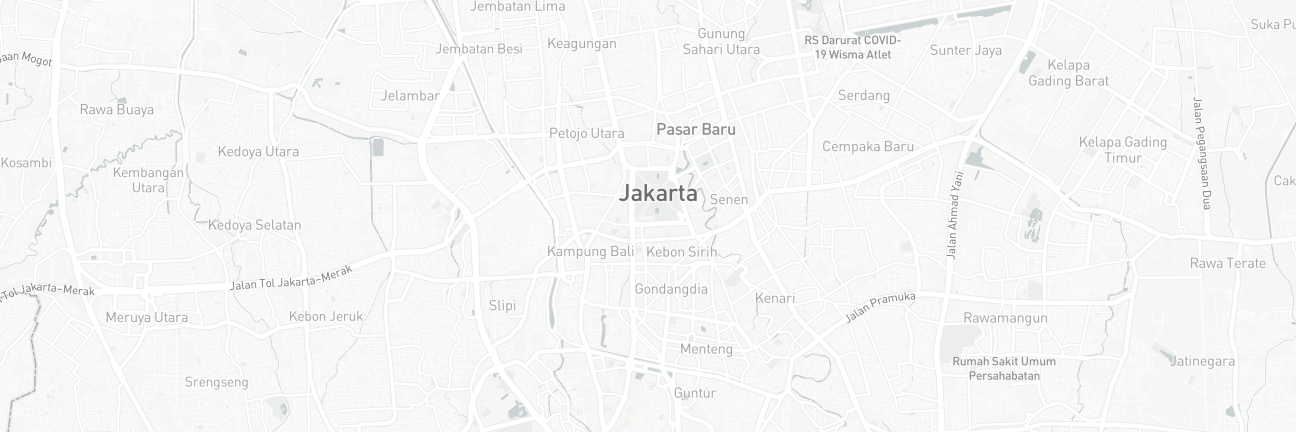 Jembatan Lima
Suka Pu
Gunung
Sahari Utara
Keagungan
RS Darurat COVID-
19 Wisma Atlet
Jembatan Besi
Sunter Jaya
aan Mogot
Kelapa
Gading Barat
Jelambar
Serdang
Rawa Buaya
Jalan Pegangsaan Dua
Petojo Utara
Pasar Baru
Kelapa Gading
Timur
Cempaka Baru
Kedoya Utara
Kosambi
Kembangan
Utara
Cak
Jakarta
Senen
Jalan Ahmad Yani
Kedoya Selatan
Kampung Bali
Kebon Sirih
Rawa Terate
Jalan Tol Jakarta-Merak
Tol Jakarta-Merak
Gondangdia
Kenari
Slipi
Jalan Pramuka
Meruya Utara
Kebon Jeruk
Rawamangun
Menteng
Rumah Sakit Umum
Persahabatan
Jatinegara
Srengseng
Guntur